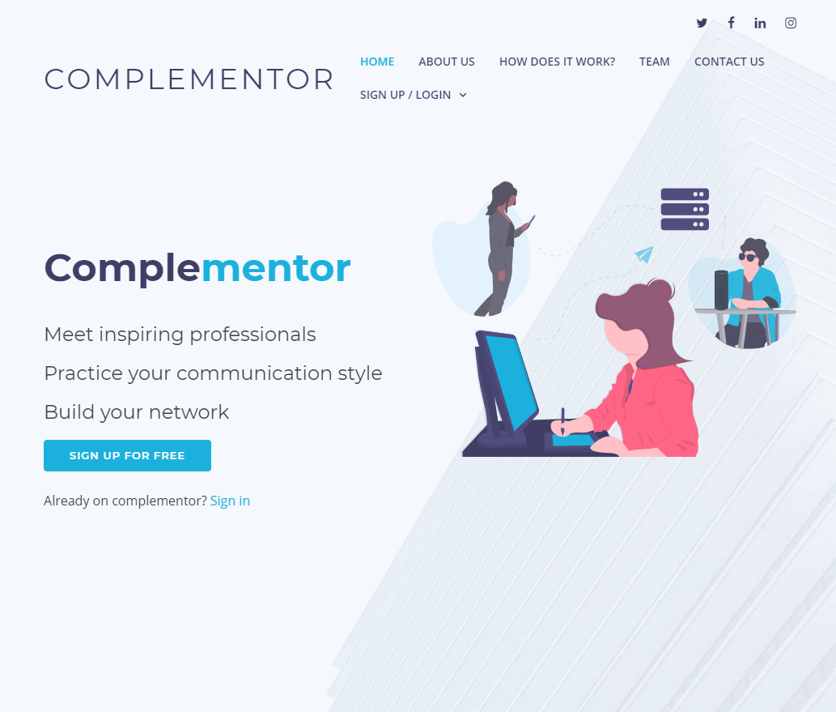 COMPLEMENTOR
HOME ABOUT US HOW DOES IT WORK? TEAM CONTACT US
SIGN UP / LOGIN
Complementor
Meet inspiring professionals
Practice your communication style
Build your network
SIGN UP FOR FREE
Already on complementor? Sign in